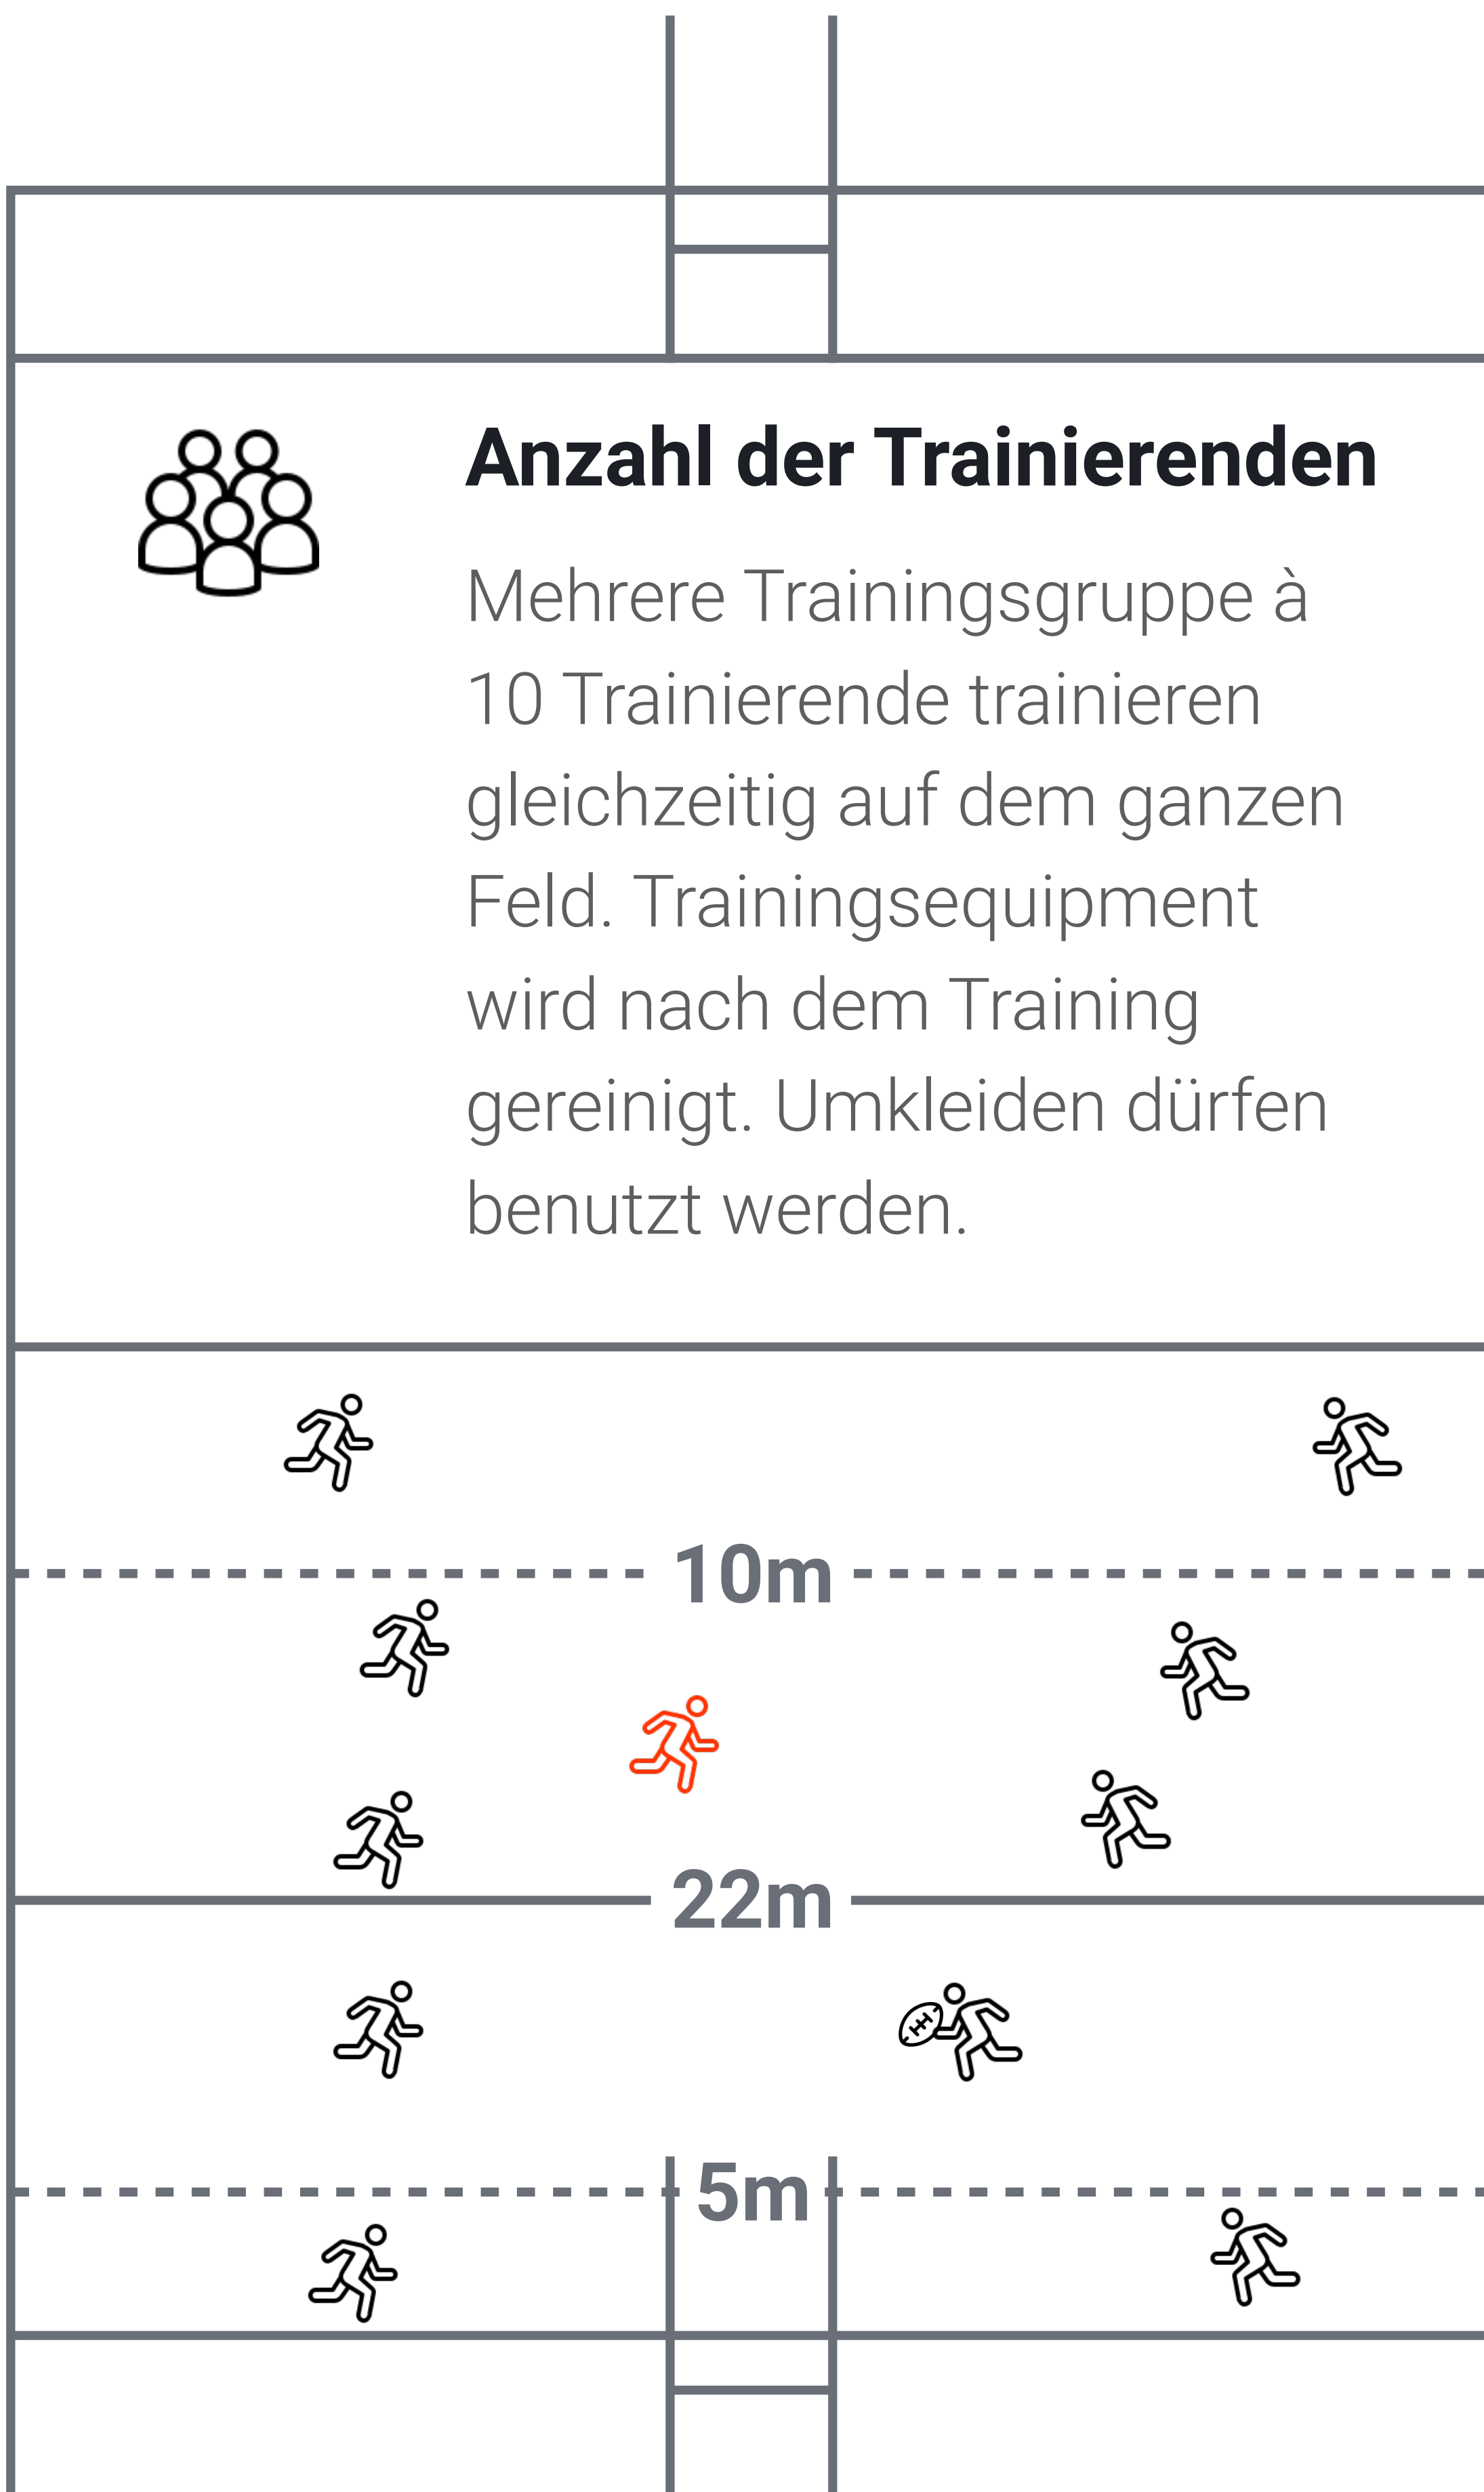 Anzahl der Trainierenden
Mehrere Trainingsgruppe à
10 Trainierende trainieren
gleichzeitig auf dem ganzen
Feld. Trainingsequipment
wird nach dem Training
gereinigt. Umkleiden dürfen
benutzt werden.
10m
22m
5m